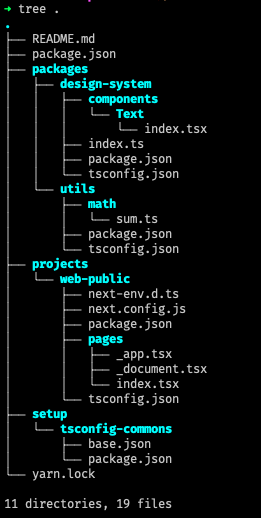 ➜ tree .
.
├── README.md
├── package.json
├── packages
│   ├── design-system
│   │   ├── components
│   │   │   └── Text
│   │   │       └── index.tsx
│   │   ├── index.ts
│   │   ├── package.json
│   │   └── tsconfig.json
│   └── utils
│       ├── math
│       │   └── sum.ts
│       ├── package.json
│       └── tsconfig.json
├── projects
│   └── web-public
│       ├── next-env.d.ts
│       ├── next.config.js
│       ├── package.json
│       ├── pages
│       │   ├── _app.tsx
│       │   ├── _document.tsx
│       │   └── index.tsx
│       └── tsconfig.json
├── setup
│   └── tsconfig-commons
│       ├── base.json
│       └── package.json
└── yarn.lock
11 directories, 19 files